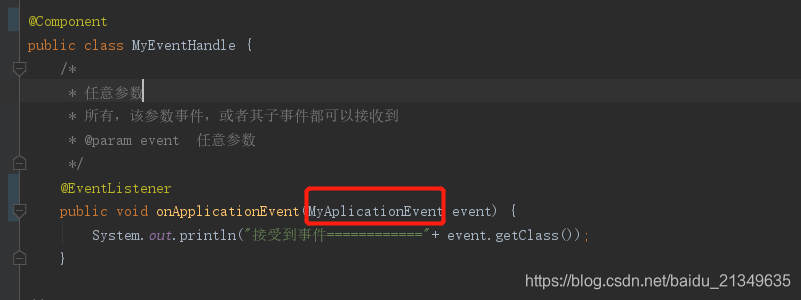 @Component
public class MyEventHandle {
/*
* 任意参数
* 所有，该参数事件，或者其子事件都可以接收到
* @param event 任意参数
*/
@EventListener
public void onApplicationEvent(MyAplicationEvent event) {
System.out.println("接受到事件============"+ event.getClass());
}
https://blog.csdn.net/baidu_21349635